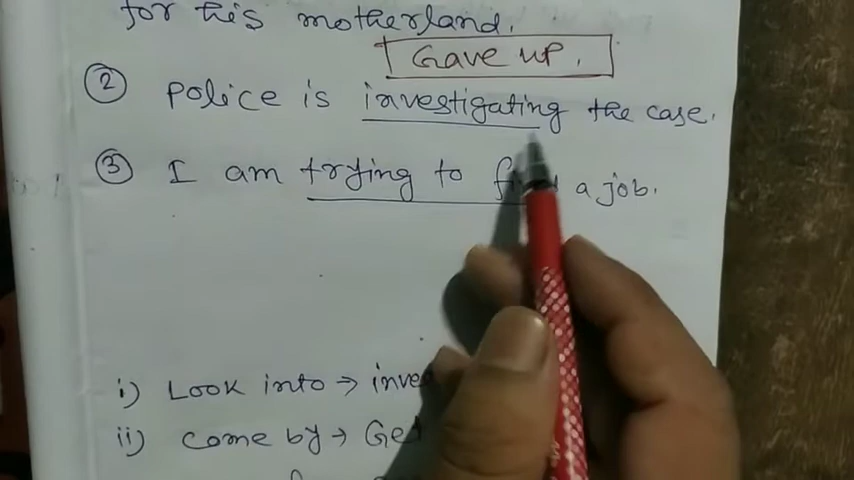 for his motherland.
Gave up.
② police is investigating the case.
③ I am trying to a job.
i) Look into →
ii) come by →